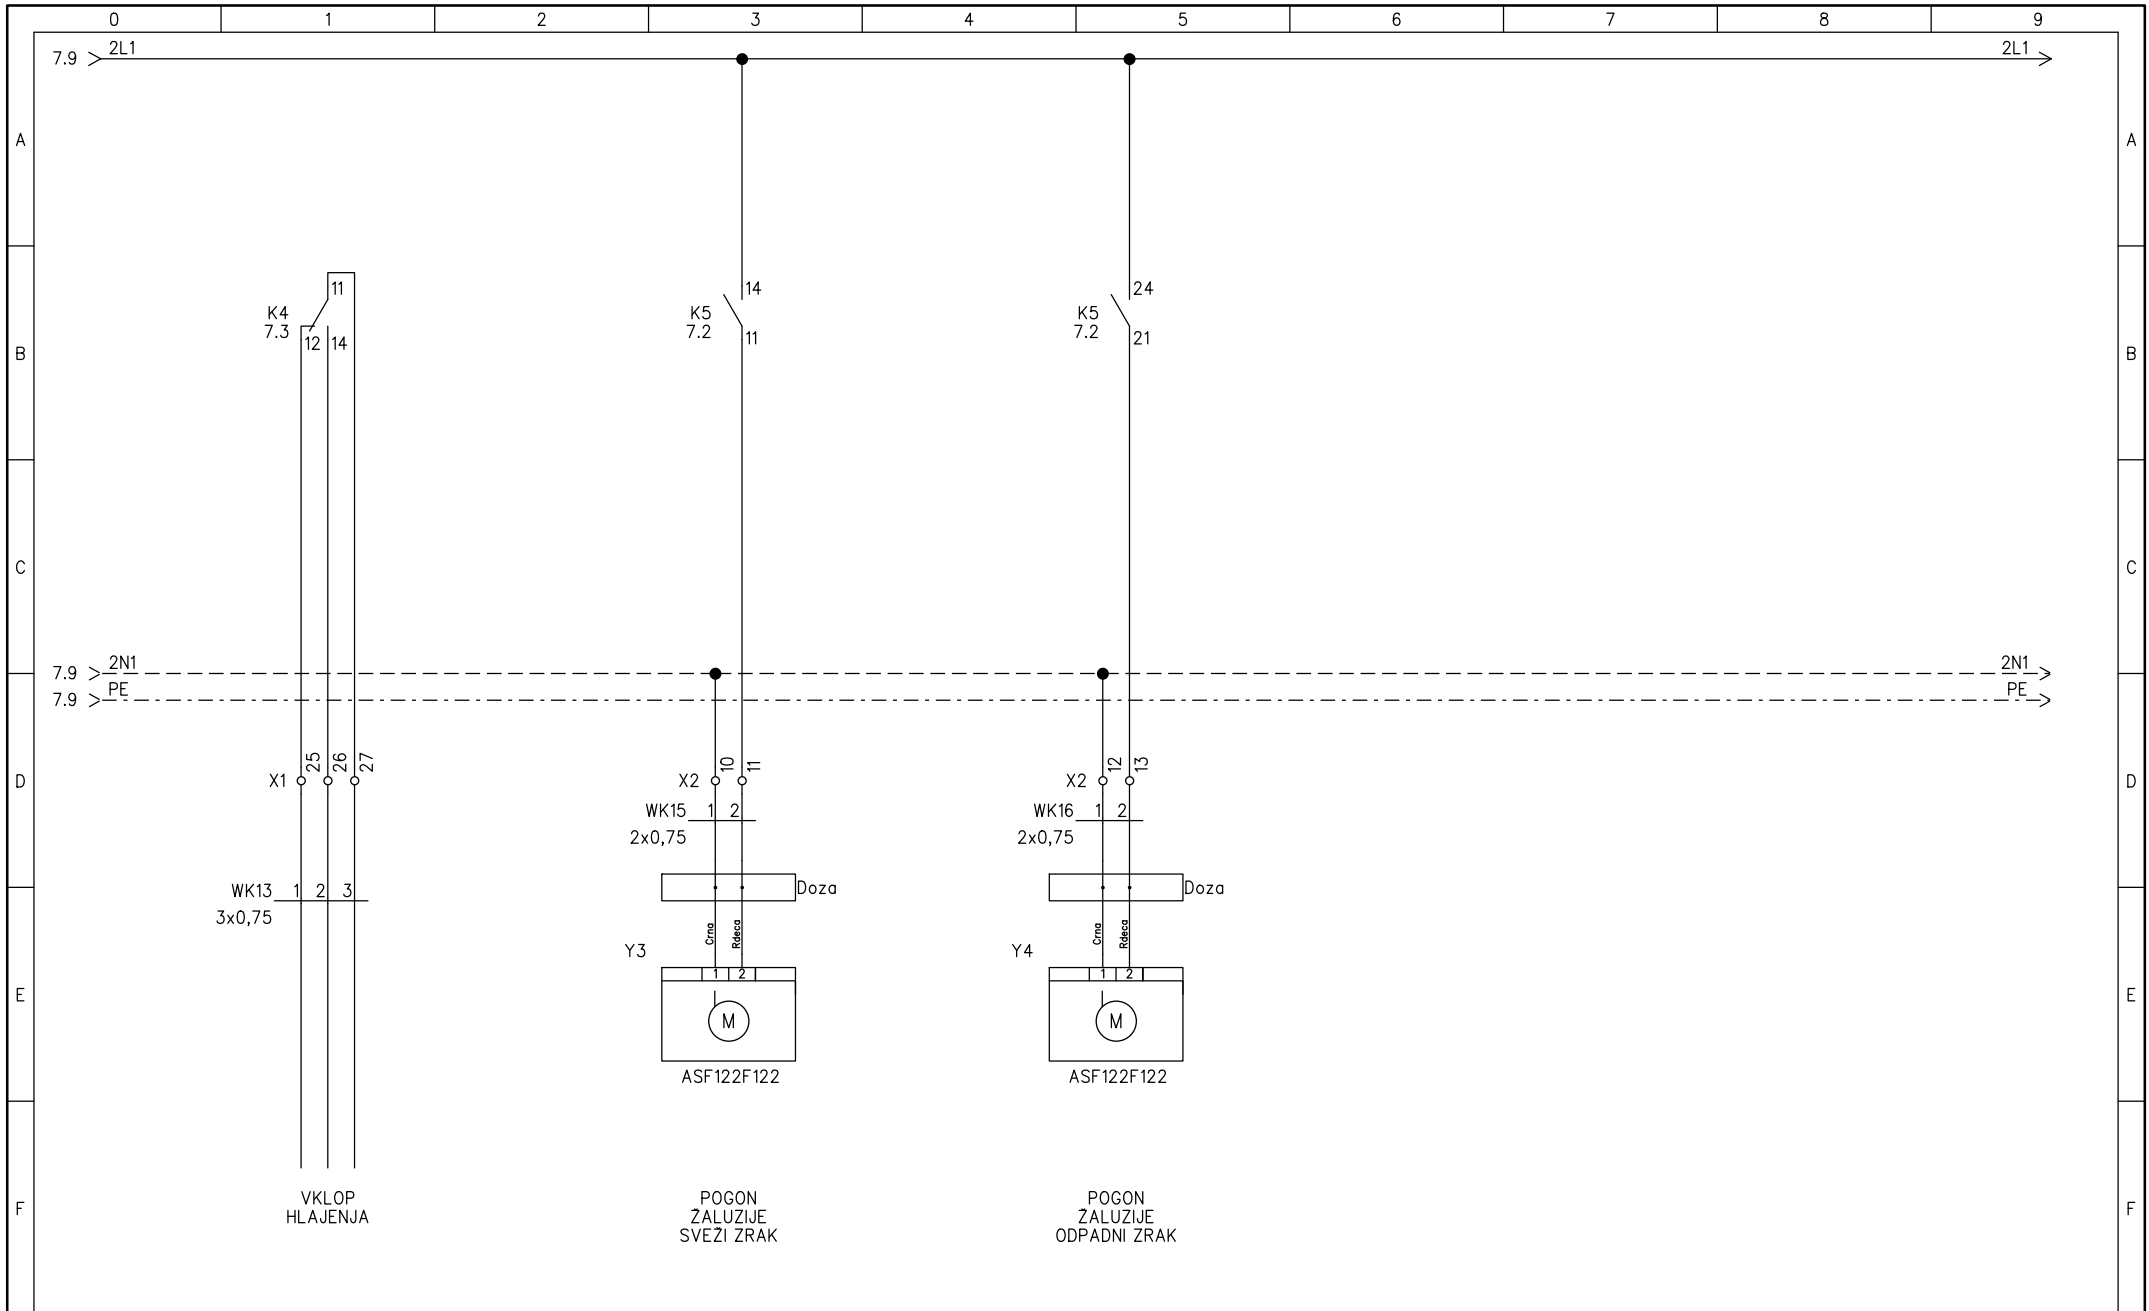 0 1 2 3 4 5 6 7 8 9
7.9 2L1 2L1
A A
11
K4
7.3
12 14
14
K5
7.2
11
24
K5
7.2
21
B B
C C
7.9 2N1 2N1
7.9 PE PE
D D
X1 25 26 27
X2 10 11
X2 12 13
WK15 1 2
2x0,75
WK16 1 2
2x0,75
WK13 1 2 3
3x0,75
Doza
Doza
Crna Rdeca
Crna Rdeca
Y3
Y4
1 2
1 2
E E
M
M
ASF122F122
ASF122F122
F F
VKLOP
HLAJENJA
POGON
ŽALUZIJE
SVEŽI ZRAK
POGON
ŽALUZIJE
ODPADNI ZRAK